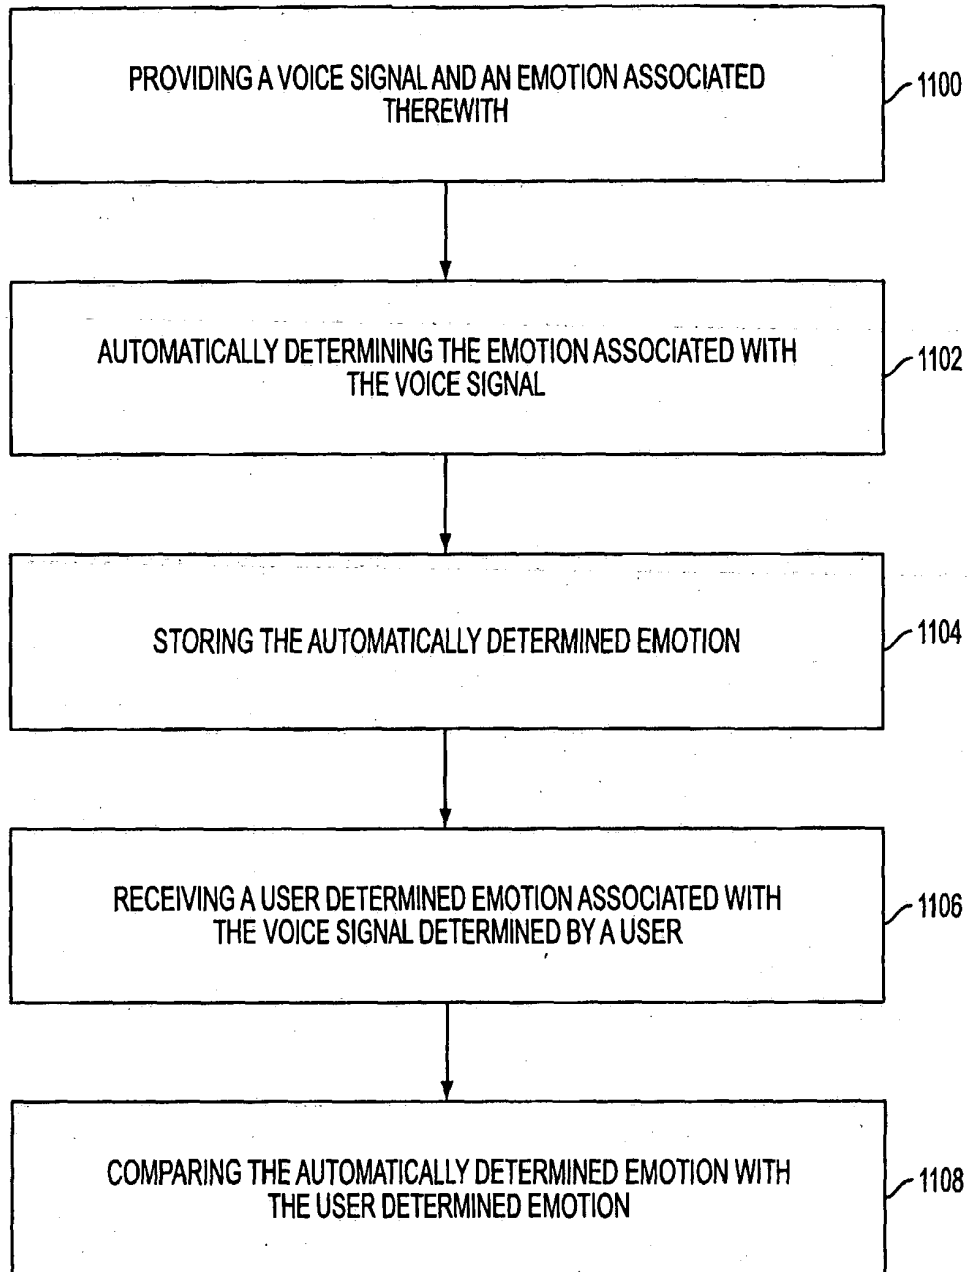 PROVIDING A VOICE SIGNAL AND AN EMOTION ASSOCIATED
THEREWITH
1100
AUTOMATICALLY DETERMINING THE EMOTION ASSOCIATED WITH
THE VOICE SIGNAL
1102
STORING THE AUTOMATICALLY DETERMINED EMOTION
1104
RECEIVING A USER DETERMINED EMOTION ASSOCIATED WITH
THE VOICE SIGNAL DETERMINED BY A USER
1106
COMPARING THE AUTOMATICALLY DETERMINED EMOTION WITH
THE USER DETERMINED EMOTION
1108